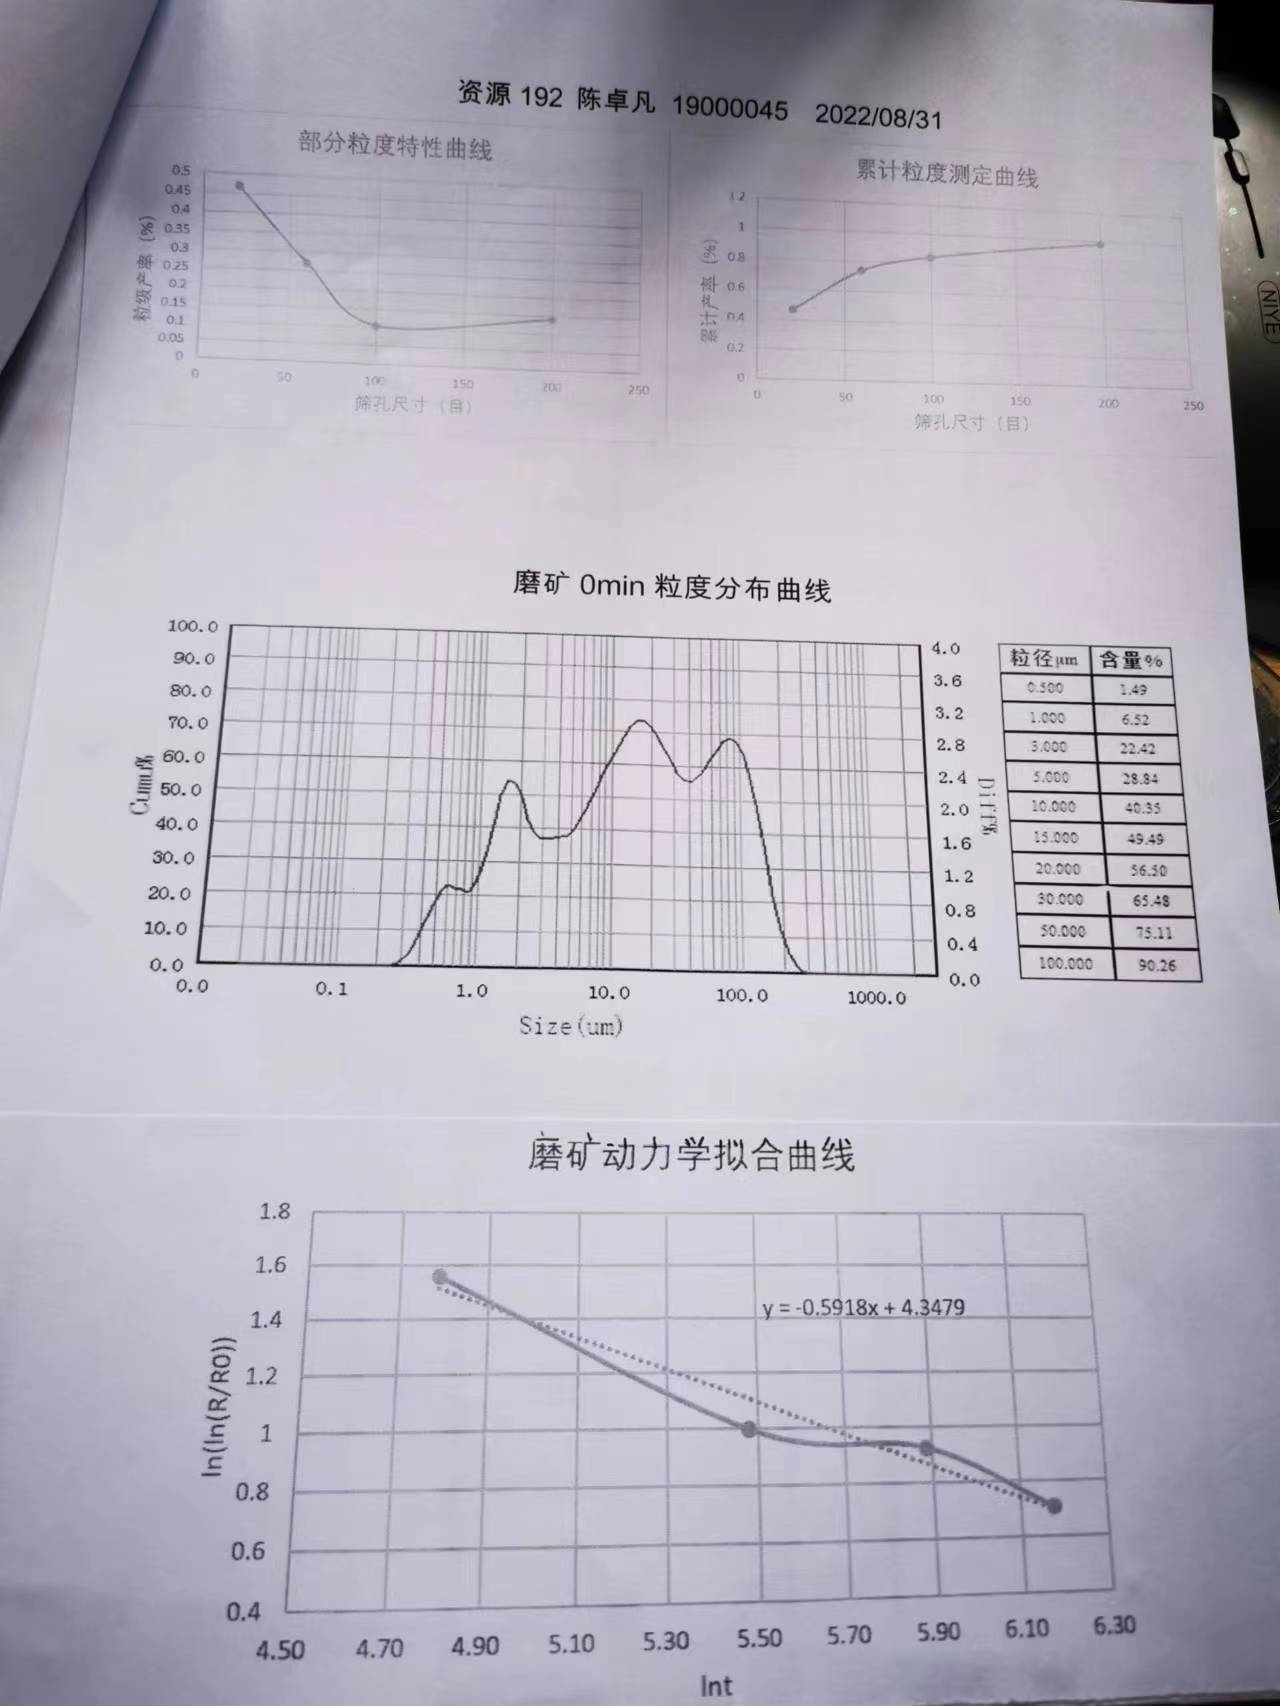 资源 192 陈卓凡 19000045 2022/08/31
部分粒度特性曲线
0.5
0.45
0.4
0.35
0.3
0.25
0.2
0.15
0.1
0.05
0
粒级产率（%）
0 50 100 150 200 250
筛孔尺寸（目）
累计粒度测定曲线
1.2
1
0.8
0.6
0.4
0.2
0
累计产率（%）
0 50 100 150 200 250
筛孔尺寸（目）
NIYE
磨矿 0min 粒度分布曲线
100.0
90.0
80.0
70.0
60.0
50.0
40.0
30.0
20.0
10.0
0.0
Cumu%
0.0 0.1 1.0 10.0 100.0 1000.0
Size(um)
4.0
3.6
3.2
2.8
2.4
2.0
1.6
1.2
0.8
0.4
0.0
Diff%
粒径μm 含量%
0.500 1.49
1.000 6.52
3.000 22.42
5.000 28.84
10.000 40.35
15.000 49.49
20.000 56.50
30.000 65.48
50.000 75.11
100.000 90.26
磨矿动力学拟合曲线
1.8
1.6
1.4
1.2
1
0.8
0.6
0.4
ln(ln(R/R0))
y = -0.5918x + 4.3479
4.50 4.70 4.90 5.10 5.30 5.50 5.70 5.90 6.10 6.30
lnt